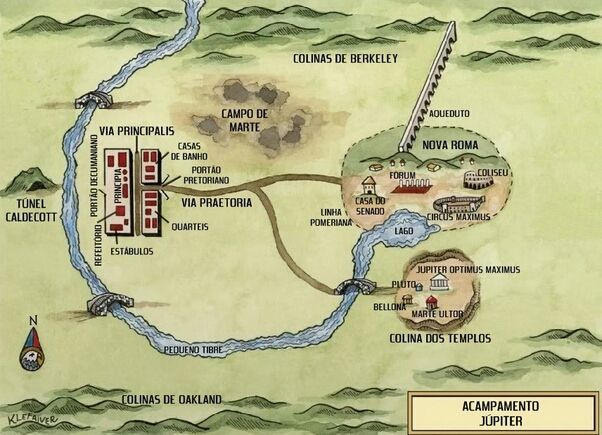 COLINAS DE BERKELEY
AQUEDUTO
CAMPO DE
MARTE
VIA PRINCIPALIS
NOVA ROMA
CASAS
DE BANHO
PORTÃO DECUMANIANO
PRINCIPIA
PORTÃO
PRETORIANO
FORUM
COLISEU
TÚNEL
CALDECOTT
VIA PRAETORIA
CASA DO
SENADO
CIRCUS MAXIMUS
LINHA
POMERIANA
REFEITÓRIO
QUARTEIS
LAGO
ESTÁBULOS
JUPITER OPTIMUS MAXIMUS
PLUTO
BELLONA
MARTE ULTOR
N
COLINA DOS TEMPLOS
PEQUENO TIBRE
COLINAS DE OAKLAND
KLEFAIVER
ACAMPAMENTO
JÚPITER